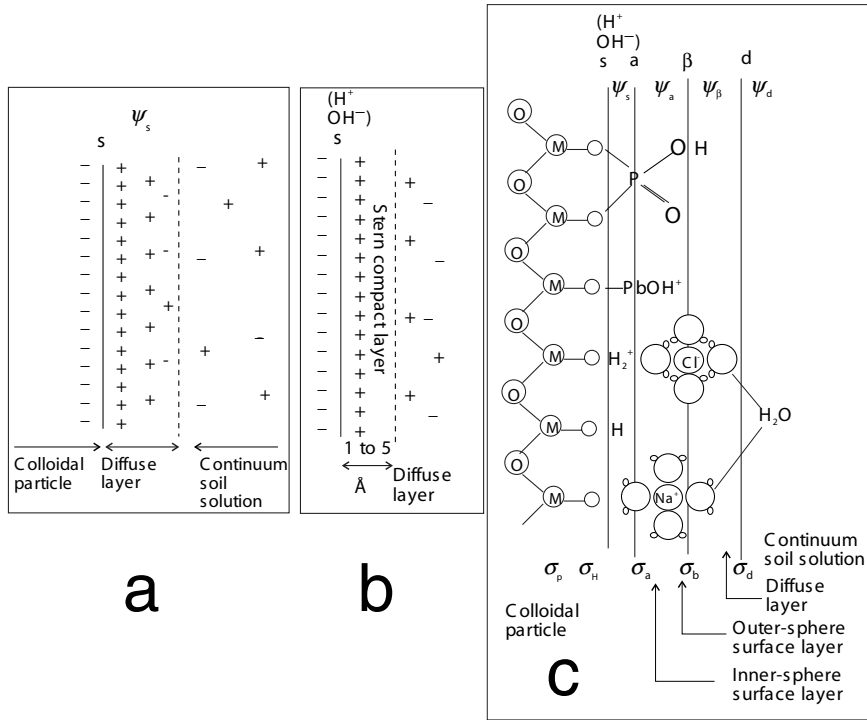 ψs
s
Colloidal
particle
Diffuse
layer
Continuum
soil
solution
a
(H+
OH−)
s
Stern compact layer
1 to 5
Å
Diffuse
layer
b
(H+
OH−)
s a β d
ψs ψa ψβ ψd
O
M
P
O H
O
M
O
O
M
PbOH+
O
M
H2+
Cl-
O
M
H
H2O
O
M
Na+
σp σH σa σb σd
Continuum
soil solution
Diffuse
layer
Colloidal
particle
Outer-sphere
surface layer
Inner-sphere
surface layer
c